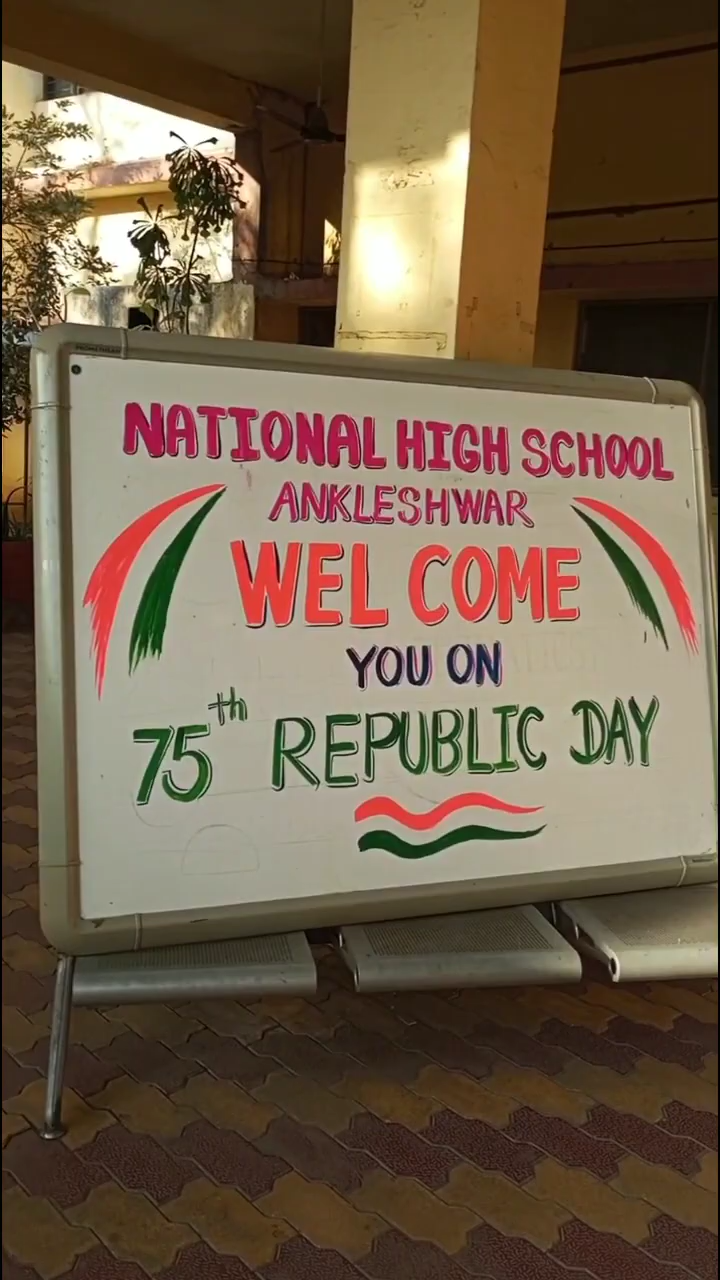 NATIONAL HIGH SCHOOL
ANKLESHWAR
WEL COME
YOU ON
75th REPUBLIC DAY